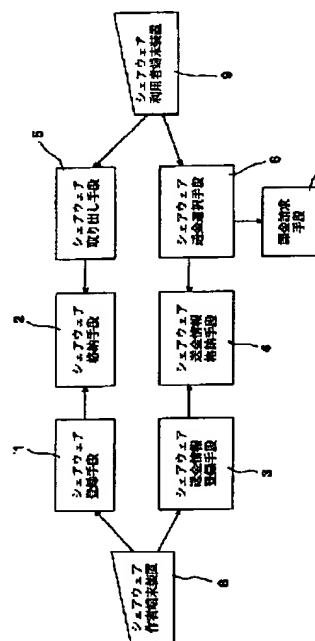 シェアウェア
作者端末装置
8
シェアウェア
登録手段
1
シェアウェア
格納手段
2
シェアウェア
取り出し手段
5
シェアウェア
利用者端末装置
9
シェアウェア
送金情報
登録手段
3
シェアウェア
送金情報
格納手段
4
シェアウェア
送金選択手段
6
課金請求
手段